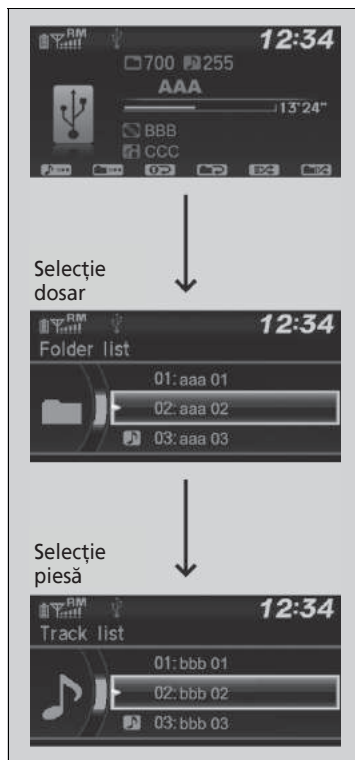 RM 12:34
700 255
AAA
13'24"
BBB
CCC
Selecție
dosar
RM 12:34
Folder list
01: aaa 01
02: aaa 02
03: aaa 03
Selecție
piesă
RM 12:34
Track list
01: bbb 01
02: bbb 02
03: bbb 03